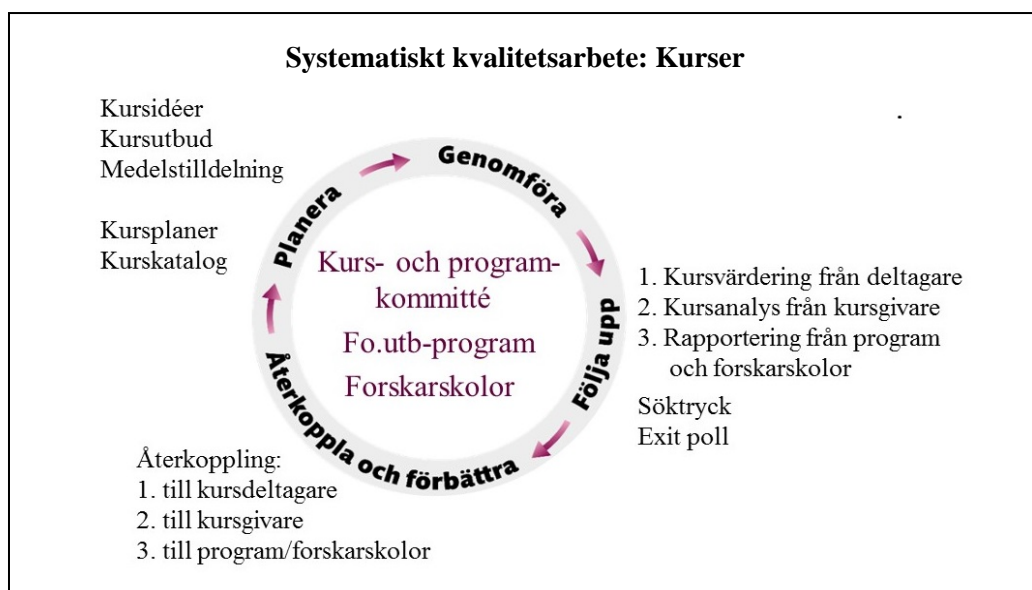 Systematiskt kvalitetsarbete: Kurser
Kursidéer
Kursutbud
Medelstilldelning
Kursplaner
Kurskatalog
Planera
Genomföra
Följa upp
Återkoppla och förbättra
Kurs- och program-
kommitté
Fo.utb-program
Forskarskolor
1. Kursvärdering från deltagare
2. Kursanalys från kursgivare
3. Rapportering från program
och forskarskolor
Söktryck
Exit poll
Återkoppling:
1. till kursdeltagare
2. till kursgivare
3. till program/forskarskolor